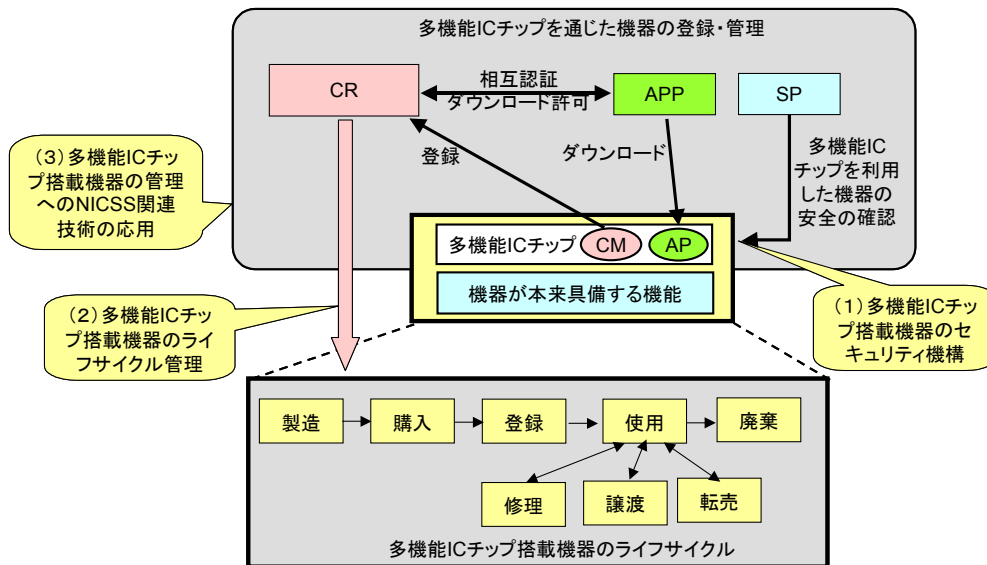 多機能ICチップを通じた機器の登録・管理
CR
相互認証
ダウンロード許可
APP
SP
登録
ダウンロード
多機能IC
チップを利用
した機器の
安全の確認
(3)多機能ICチッ
プ搭載機器の管理
へのNICSS関連
技術の応用
多機能ICチップ
CM
AP
機器が本来具備する機能
(2)多機能ICチッ
プ搭載機器のライ
フサイクル管理
(1)多機能ICチッ
プ搭載機器のセ
キュリティ機構
製造
購入
登録
使用
廃棄
修理
譲渡
転売
多機能ICチップ搭載機器のライフサイクル